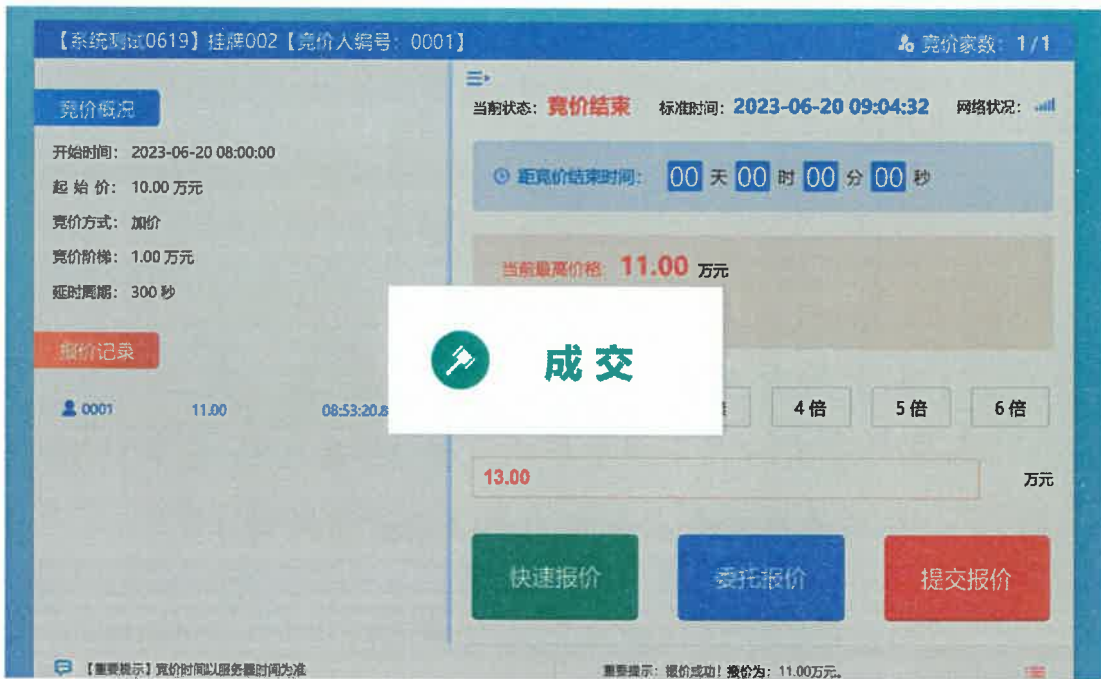 【系统测试0619】挂牌002【竞价人编号：0001】
竞价家数：1/1
竞价概况
开始时间：2023-06-20 08:00:00
起 始 价：10.00 万元
竞价方式：加价
竞价阶梯：1.00 万元
延时周期：300 秒
报价记录
0001 11.00 08:53:20.8
当前状态：竞价结束 标准时间：2023-06-20 09:04:32 网络状况：
距竞价结束时间：00 天 00 时 00 分 00 秒
当前最高价格：11.00 万元
成交
4 倍 5 倍 6 倍
13.00 万元
快速报价 委托报价 提交报价
【重要提示】竞价时间以服务器时间为准
重要提示：报价成功！报价为：11.00万元。